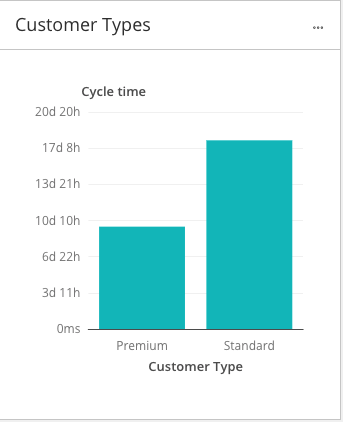 Customer Types
...
Cycle time
20d 20h
17d 8h
13d 21h
10d 10h
6d 22h
3d 11h
0ms
Premium Standard
Customer Type